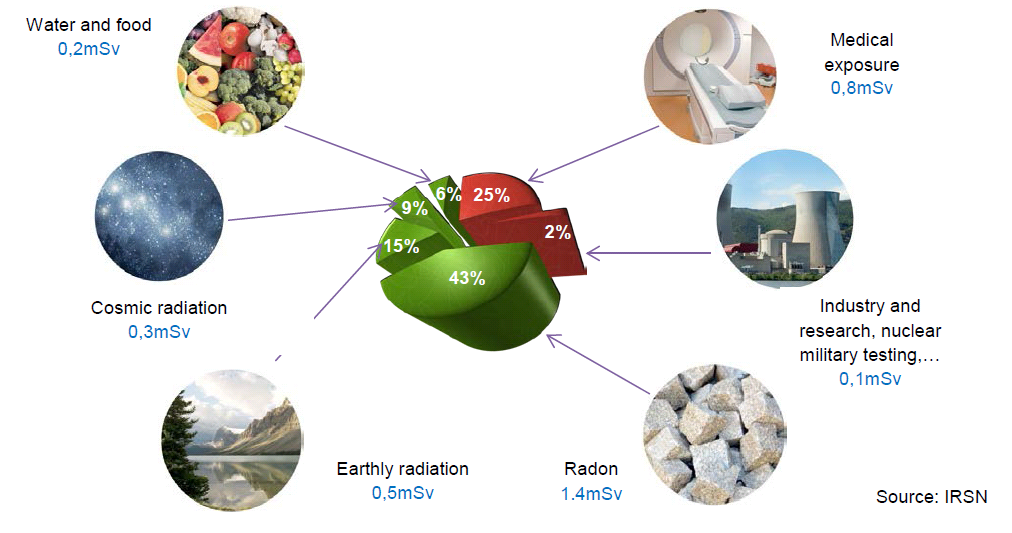 Water and food
0,2mSv
Medical
exposure
0,8mSv
6%
25%
9%
2%
15%
43%
Cosmic radiation
0,3mSv
Industry and
research, nuclear
military testing,…
0,1mSv
Earthly radiation
0,5mSv
Radon
1.4mSv
Source: IRSN